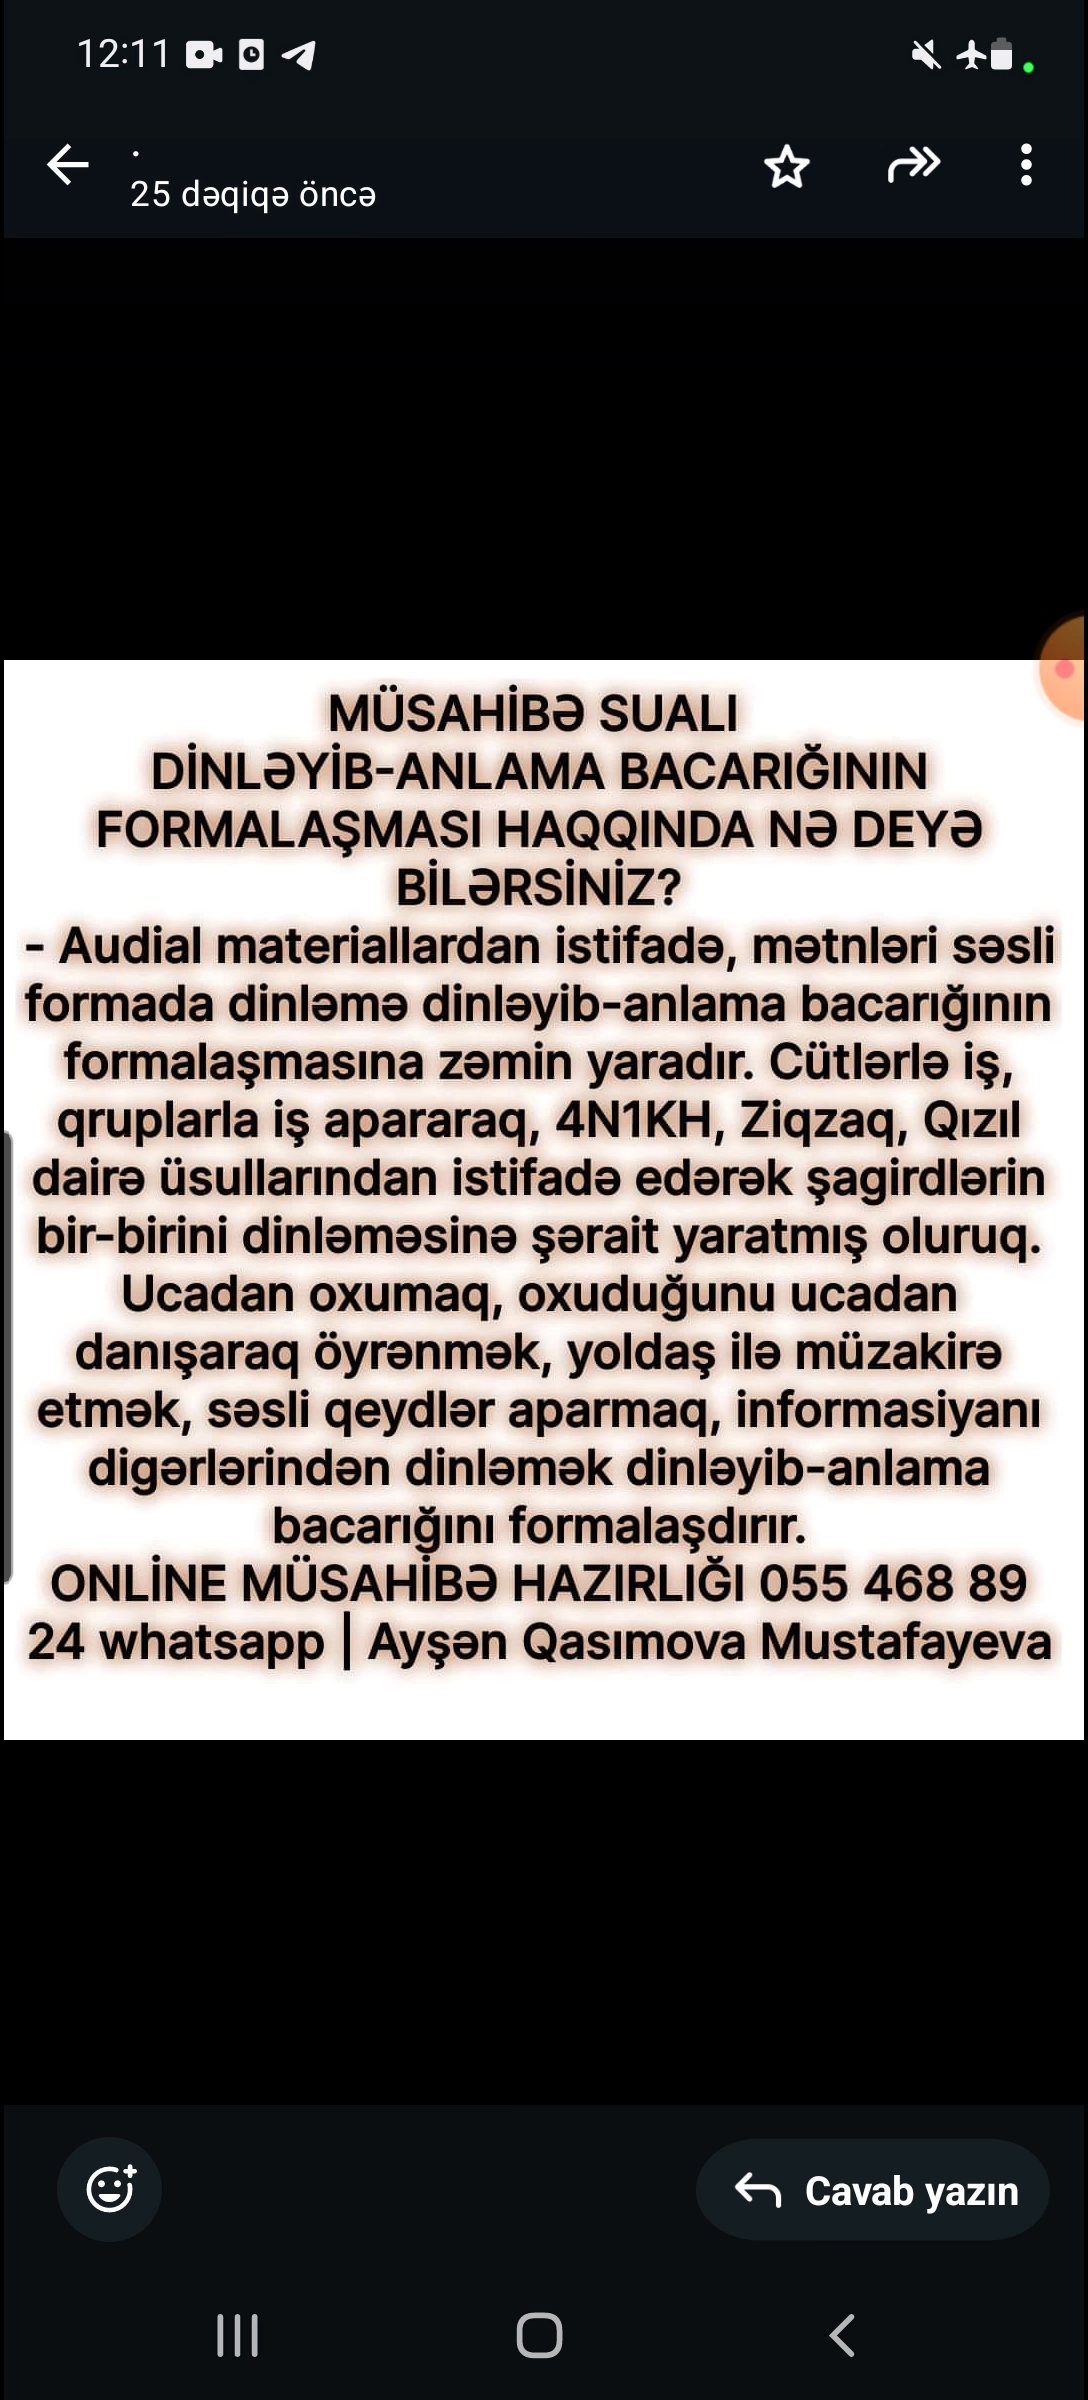 12:11
.
25 dəqiqə öncə
MÜSAHİBƏ SUALI
DİNLƏYİB-ANLAMA BACARIĞININ
FORMALAŞMASI HAQQINDA NƏ DEYƏ
BİLƏRSİNİZ?
- Audial materiallardan istifadə, mətnləri səsli
formada dinləmə dinləyib-anlama bacarığının
formalaşmasına zəmin yaradır. Cütlərlə iş,
qruplarla iş apararaq, 4N1KH, Ziqzaq, Qızıl
dairə üsullarından istifadə edərək şagirdlərin
bir-birini dinləməsinə şərait yaratmış oluruq.
Ucadan oxumaq, oxuduğunu ucadan
danışaraq öyrənmək, yoldaş ilə müzakirə
etmək, səsli qeydlər aparmaq, informasiyanı
digərlərindən dinləmək dinləyib-anlama
bacarığını formalaşdırır.
ONLİNE MÜSAHİBƏ HAZIRLIĞI 055 468 89
24 whatsapp | Ayşən Qasımova Mustafayeva
Cavab yazın